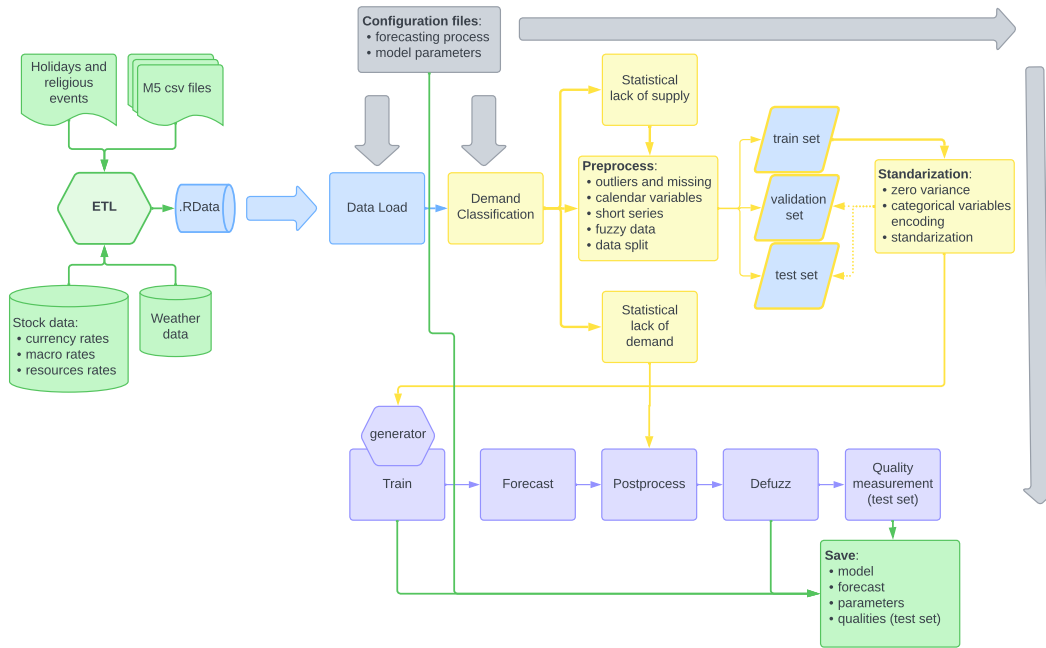 Configuration files:
• forecasting process
• model parameters
Holidays and
religious
events
M5 csv files
ETL
.RData
Stock data:
• currency rates
• macro rates
• resources rates
Weather
data
Data Load
Demand
Classification
Statistical
lack of supply
Preprocess:
• outliers and missing
• calendar variables
• short series
• fuzzy data
• data split
Statistical
lack of
demand
train set
validation
set
test set
Standarization:
• zero variance
• categorical variables
encoding
• standarization
generator
Train
Forecast
Postprocess
Defuzz
Quality
measurement
(test set)
Save:
• model
• forecast
• parameters
• qualities (test set)